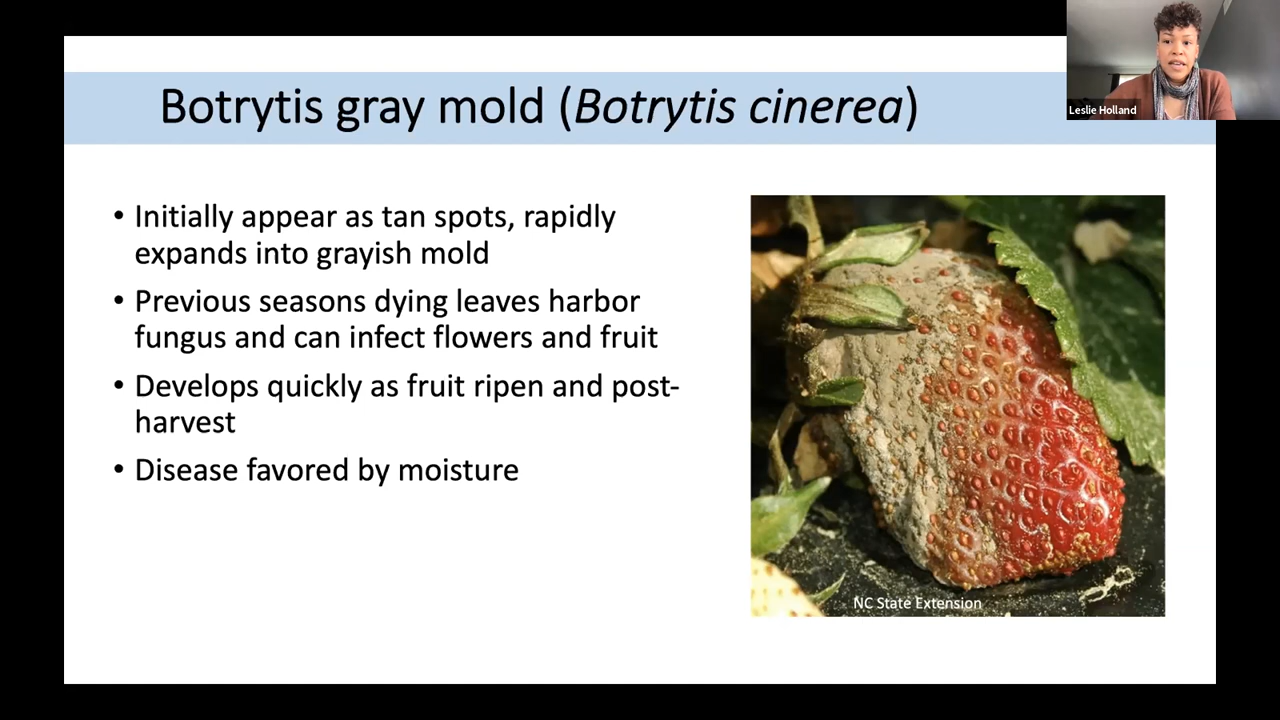 Botrytis gray mold (Botrytis cinerea)
Leslie Holland
• Initially appear as tan spots, rapidly
expands into grayish mold
• Previous seasons dying leaves harbor
fungus and can infect flowers and fruit
• Develops quickly as fruit ripen and post-
harvest
• Disease favored by moisture
NC State Extension